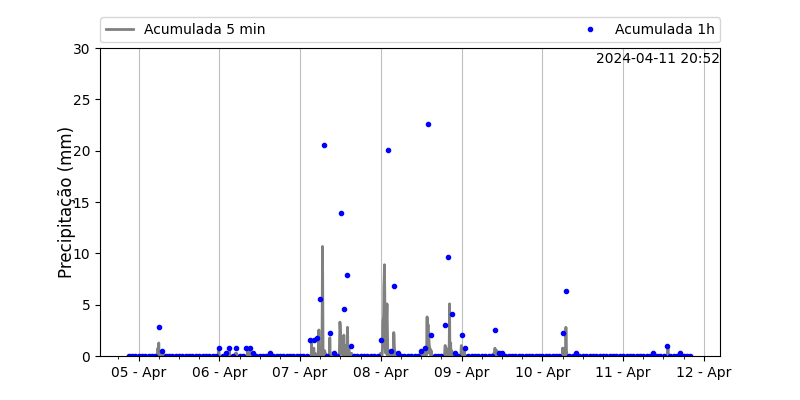 Acumulada 5 min
Acumulada 1h
2024-04-11 20:52
Precipitação (mm)
30
25
20
15
10
5
0
05 - Apr
06 - Apr
07 - Apr
08 - Apr
09 - Apr
10 - Apr
11 - Apr
12 - Apr